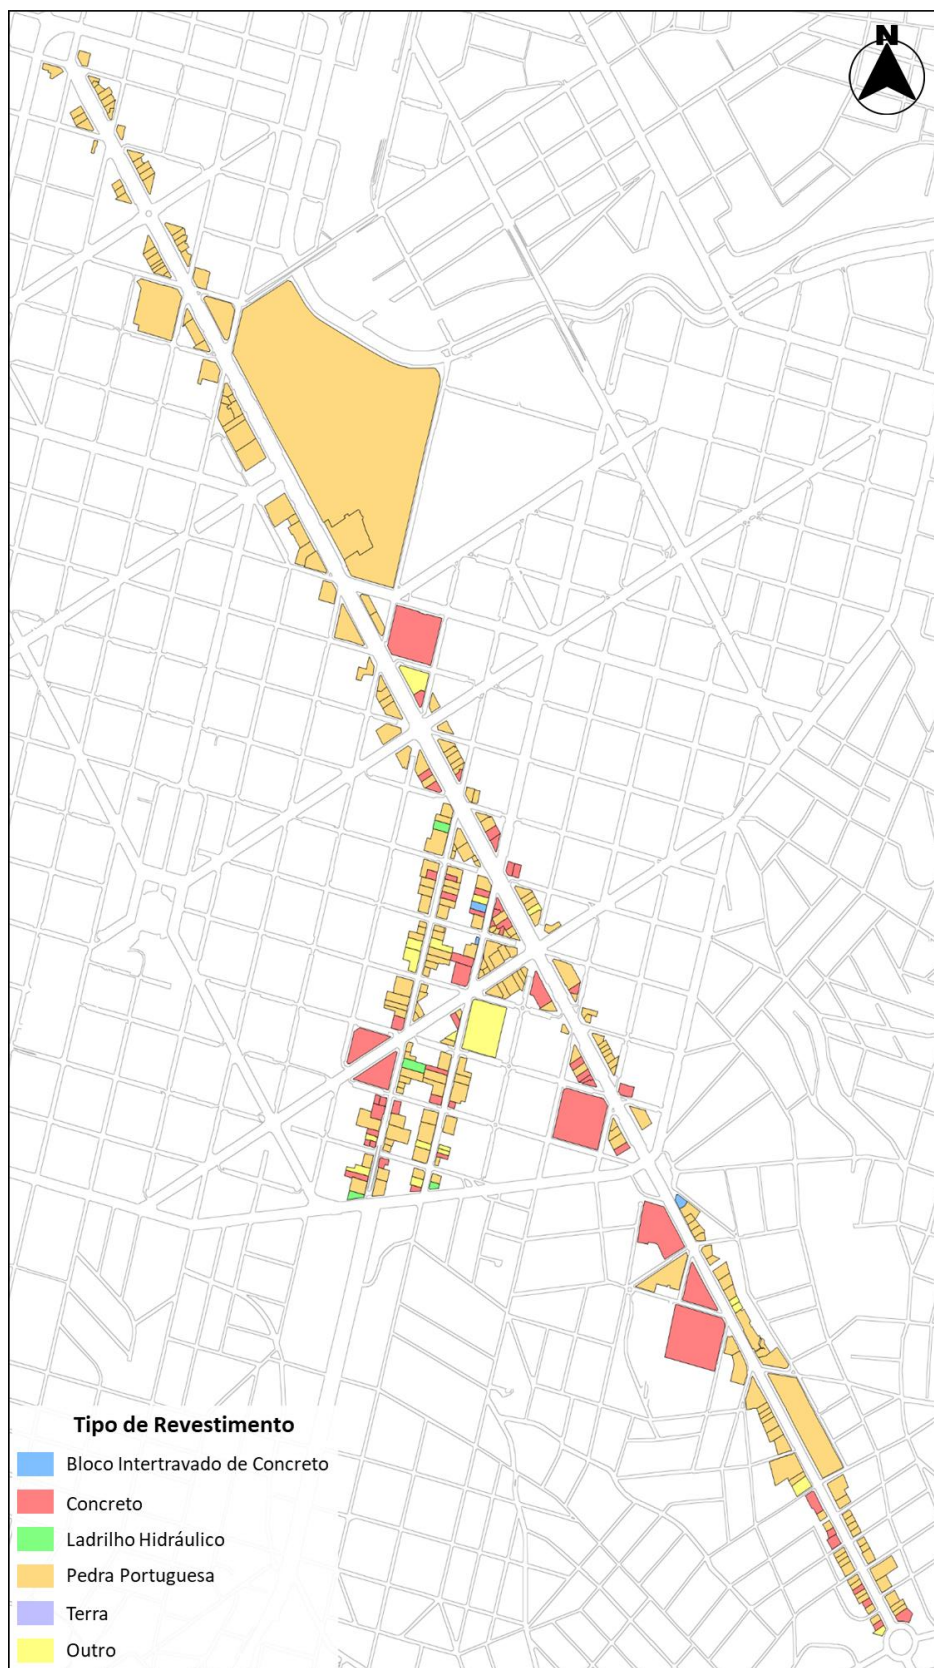 N
Tipo de Revestimento
Bloco Intertravado de Concreto
Concreto
Ladrilho Hidráulico
Pedra Portuguesa
Terra
Outro